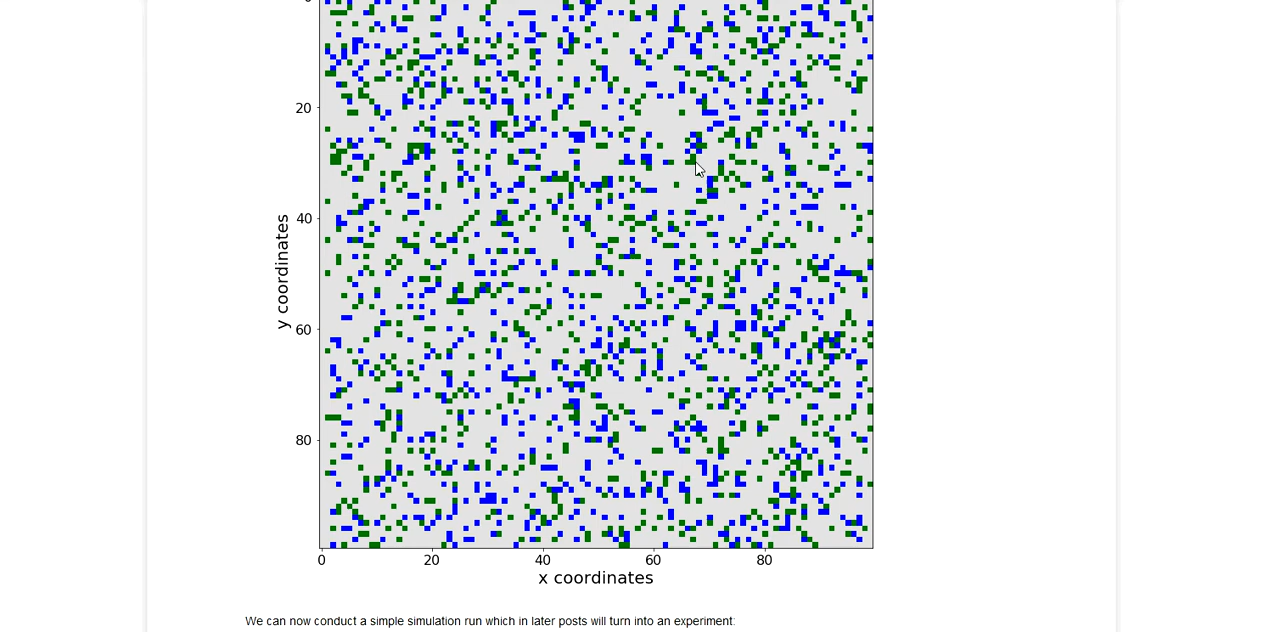 20
40
60
80
y coordinates
0 20 40 60 80
x coordinates
We can now conduct a simple simulation run which in later posts will turn into an experiment: